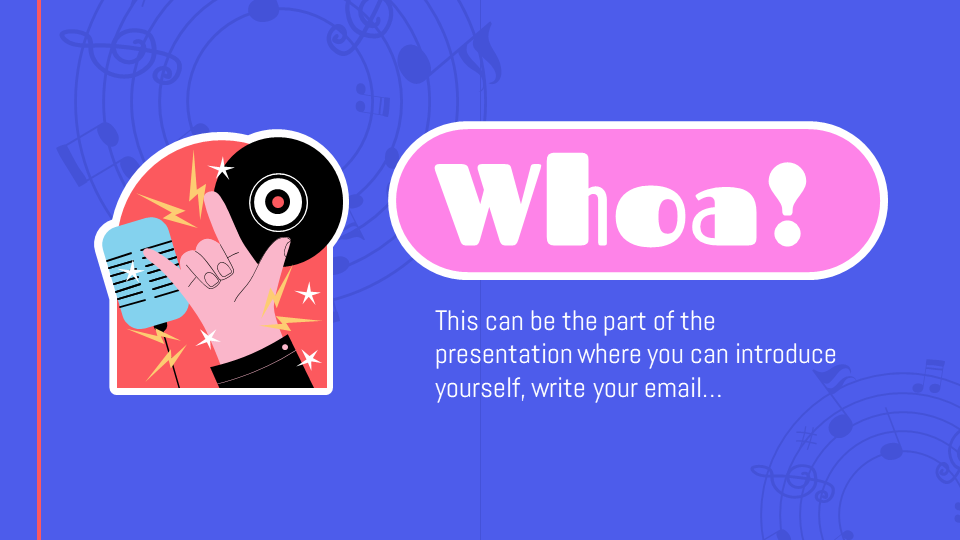 Whoa!
This can be the part of the
presentation where you can introduce
yourself, write your email…